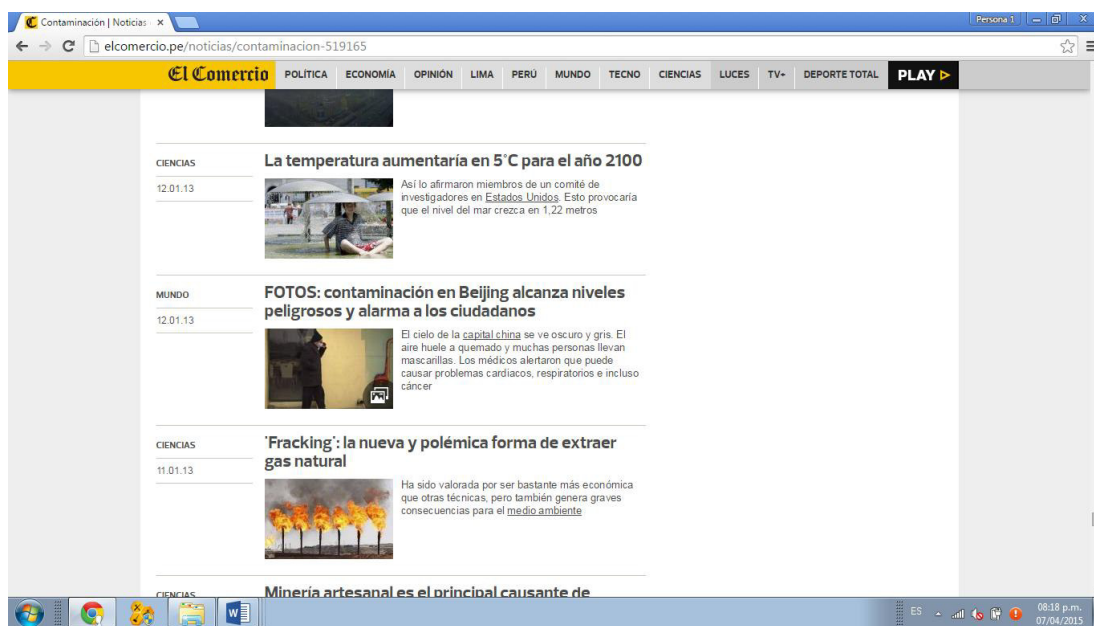 Contaminación | Noticias
Persona 1
elcomercio.pe/noticias/contaminacion-519165
El Comercio POLÍTICA ECONOMÍA OPINIÓN LIMA PERÚ MUNDO TECNO CIENCIAS LUCES TV+ DEPORTE TOTAL PLAY
CIENCIAS
12.01.13
La temperatura aumentaría en 5°C para el año 2100
Así lo afirmaron miembros de un comité de
investigadores en Estados Unidos. Esto provocaría
que el nivel del mar crezca en 1,22 metros
MUNDO
12.01.13
FOTOS: contaminación en Beijing alcanza niveles
peligrosos y alarma a los ciudadanos
El cielo de la capital china se ve oscuro y gris. El
aire huele a quemado y muchas personas llevan
mascarillas. Los médicos alertaron que puede
causar problemas cardiacos, respiratorios e incluso
cáncer
CIENCIAS
11.01.13
'Fracking': la nueva y polémica forma de extraer
gas natural
Ha sido valorada por ser bastante más económica
que otras técnicas, pero también genera graves
consecuencias para el medio ambiente
CIENCIAS
Minería artesanal es el principal causante de
ES
08:18 p.m.
07/04/2015